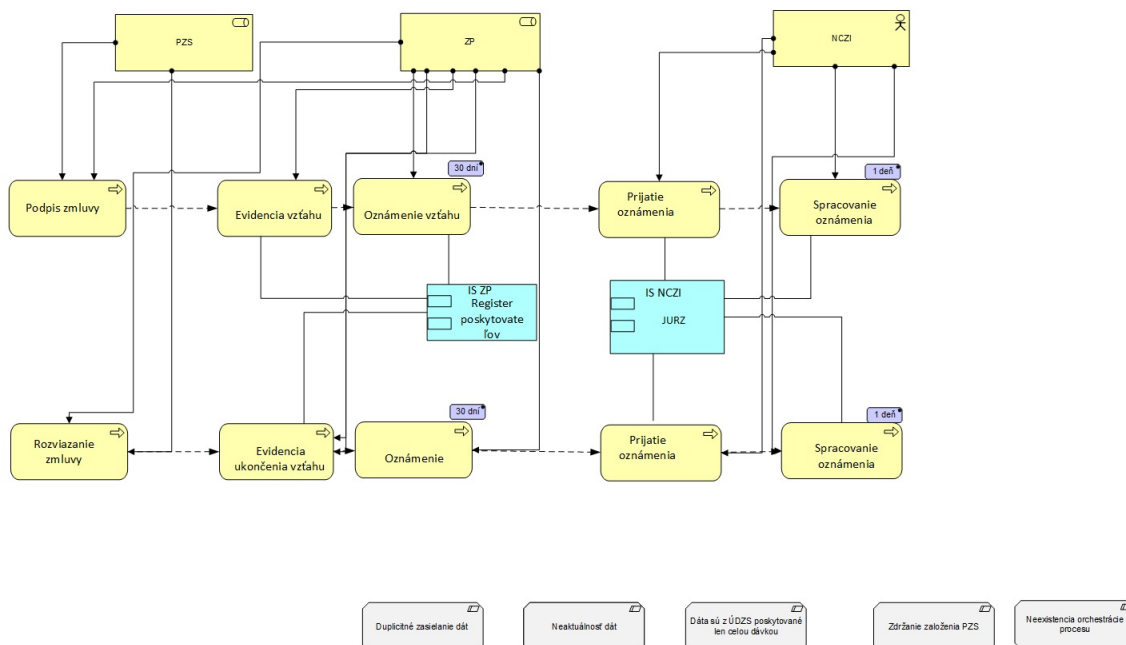 PZS
ZP
NCZI
30 dní
1 deň
Podpis zmluvy
Evidencia vzťahu
Oznámenie vzťahu
Prijatie
oznámenia
Spracovanie
oznámenia
IS ZP
Register
poskytovate
ľov
IS NCZI
JURZ
30 dní
1 deň
Rozviazanie
zmluvy
Evidencia
ukončenia vzťahu
Oznámenie
Prijatie
oznámenia
Spracovanie
oznámenia
Duplicitné zasielanie dát
Neaktuálnosť dát
Dáta sú z ÚDZS poskytované
len celou dávkou
Zdržanie založenia PZS
Neexistencia orchestrácie
procesu